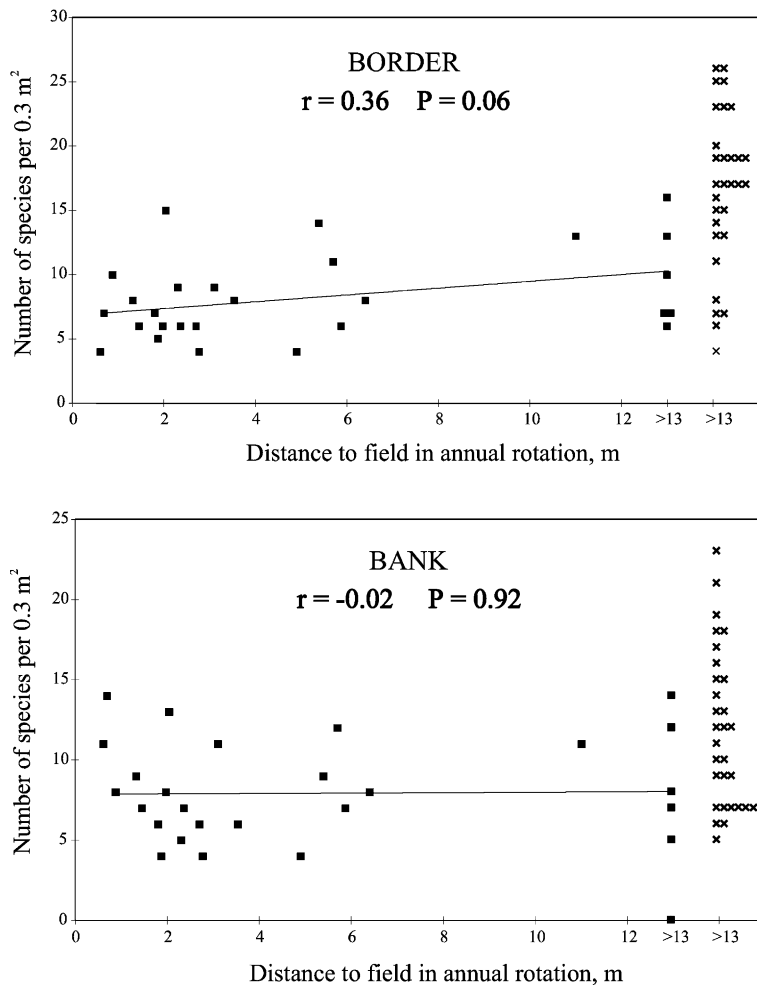 BORDER
r = 0.36 P = 0.06
Number of species per 0.3 m²
30
25
20
15
10
5
0
0 2 4 6 8 10 12 >13 >13
Distance to field in annual rotation, m
BANK
r = -0.02 P = 0.92
Number of species per 0.3 m²
25
20
15
10
5
0
0 2 4 6 8 10 12 >13 >13
Distance to field in annual rotation, m